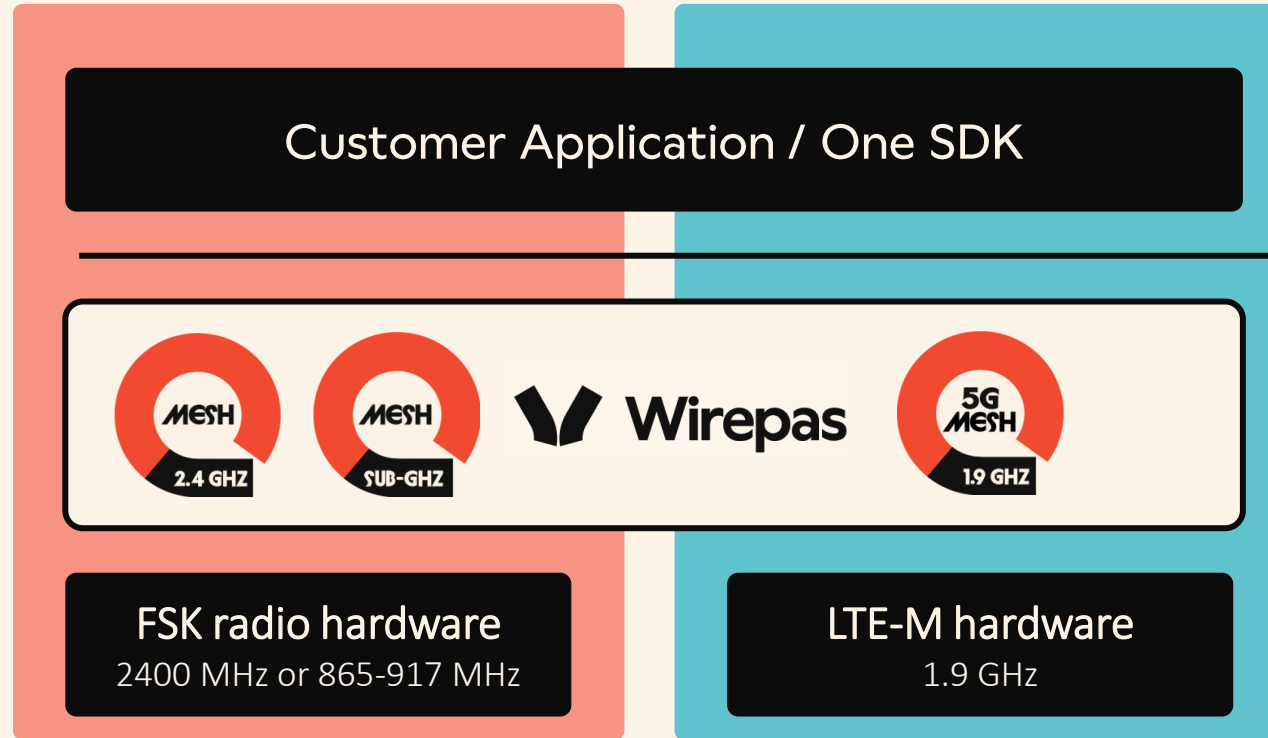 Customer Application / One SDK
MESH
2.4 GHZ
MESH
SUB-GHZ
Wirepas
5G
MESH
1.9 GHZ
FSK radio hardware
2400 MHz or 865-917 MHz
LTE-M hardware
1.9 GHz